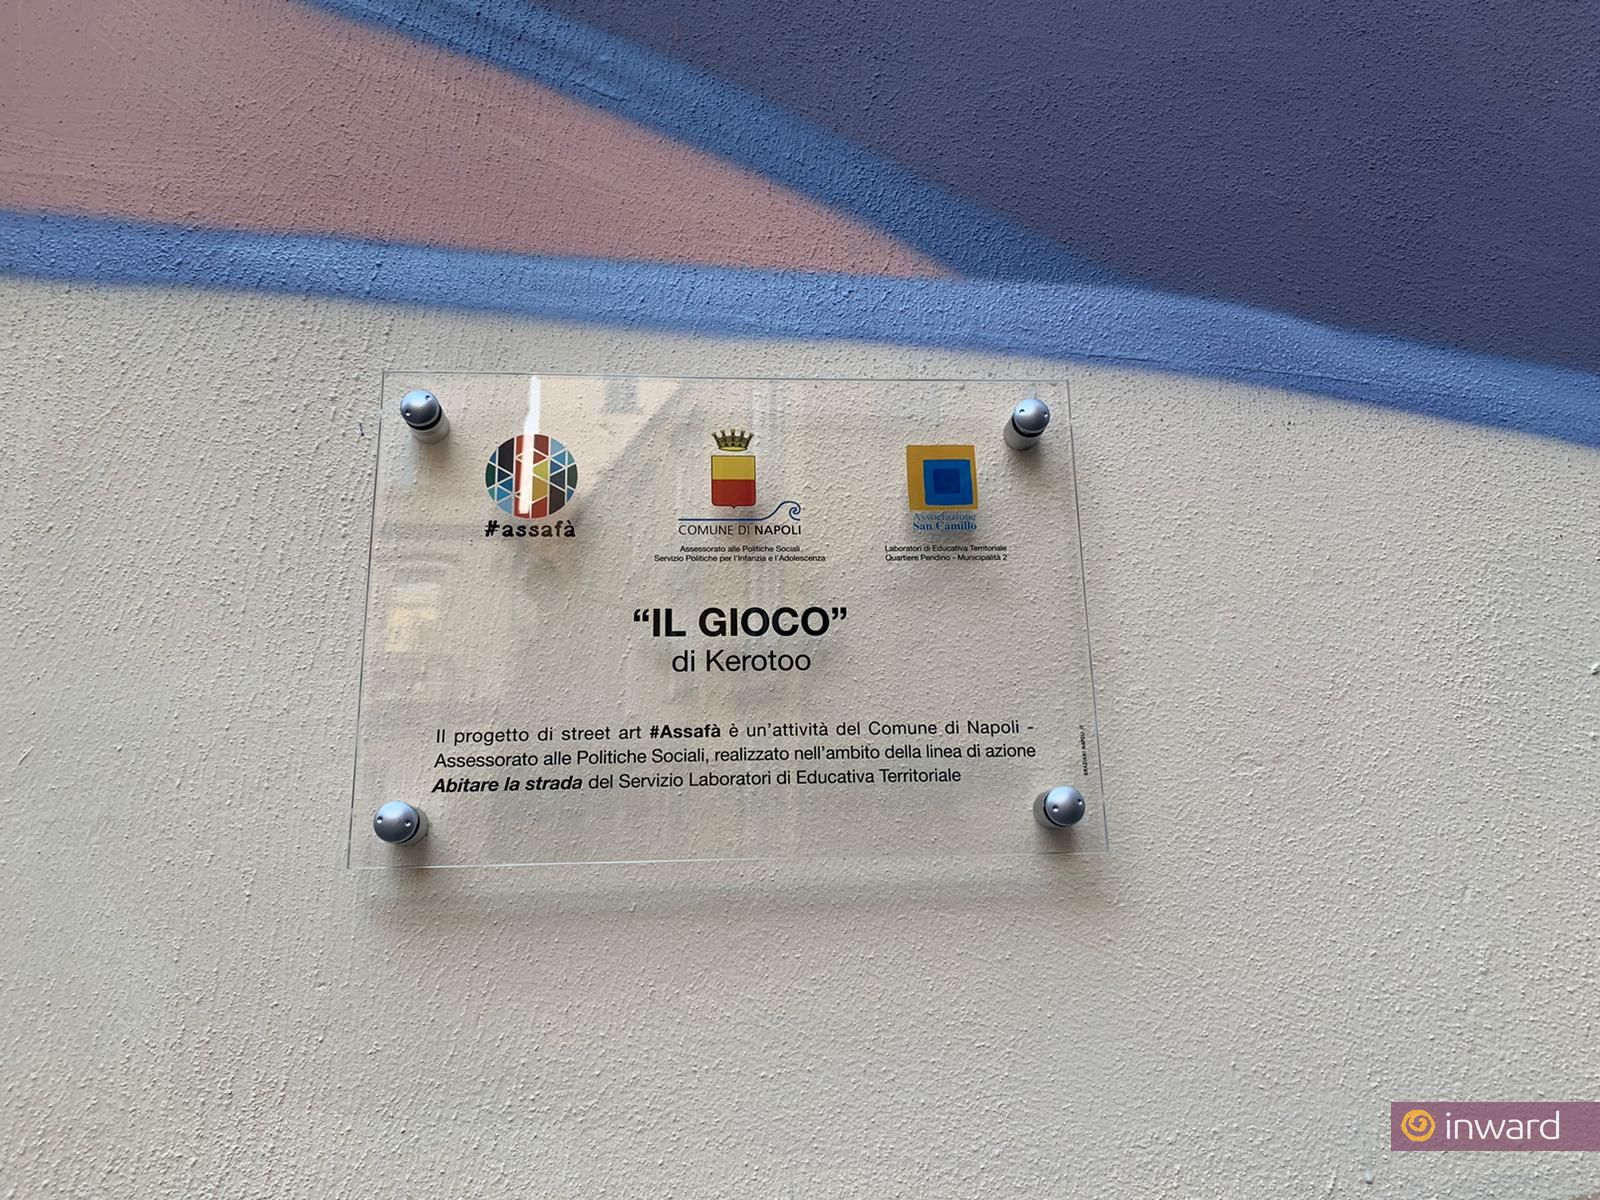 #assafà
COMUNE DI NAPOLI
Assessorato alle Politiche Sociali
Servizio Politiche per l'Infanzia e l'Adolescenza
Associazione
San Camillo
Laboratori di Educativa Territoriale
Quartiere Pendino - Municipalità 2
“IL GIOCO”
di Kerotoo
Il progetto di street art #Assafà è un'attività del Comune di Napoli -
Assessorato alle Politiche Sociali, realizzato nell'ambito della linea di azione
Abitare la strada del Servizio Laboratori di Educativa Territoriale
inward